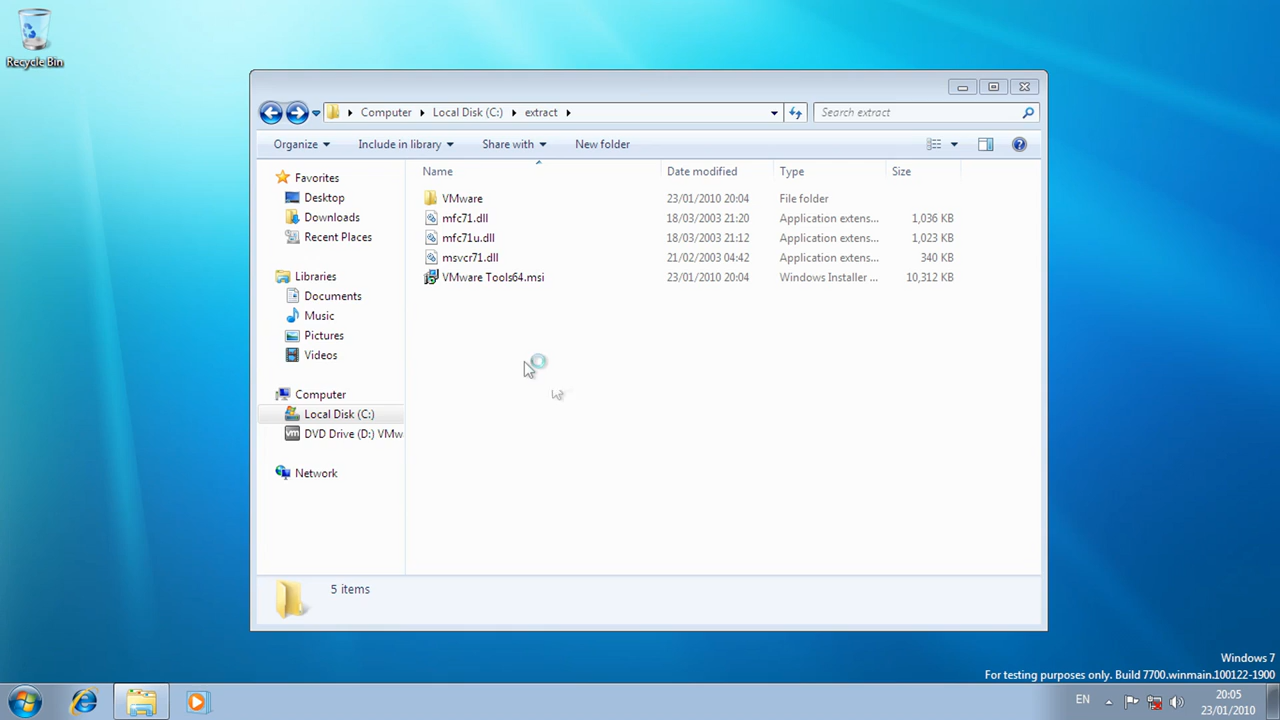 Recycle Bin
Computer Local Disk (C:) extract
Search extract
Organize Include in library Share with New folder
Name Date modified Type Size
Favorites
Desktop
Downloads
Recent Places
Libraries
Documents
Music
Pictures
Videos
Computer
Local Disk (C:)
DVD Drive (D:) VMw
Network
VMware 23/01/2010 20:04 File folder
mfc71.dll 18/03/2003 21:20 Application extens... 1,036 KB
mfc71u.dll 18/03/2003 21:12 Application extens... 1,023 KB
msvcr71.dll 21/02/2003 04:42 Application extens... 340 KB
VMware Tools64.msi 23/01/2010 20:04 Windows Installer ... 10,312 KB
5 items
Windows 7
For testing purposes only. Build 7700.winmain.100122-1900
EN
20:05
23/01/2010